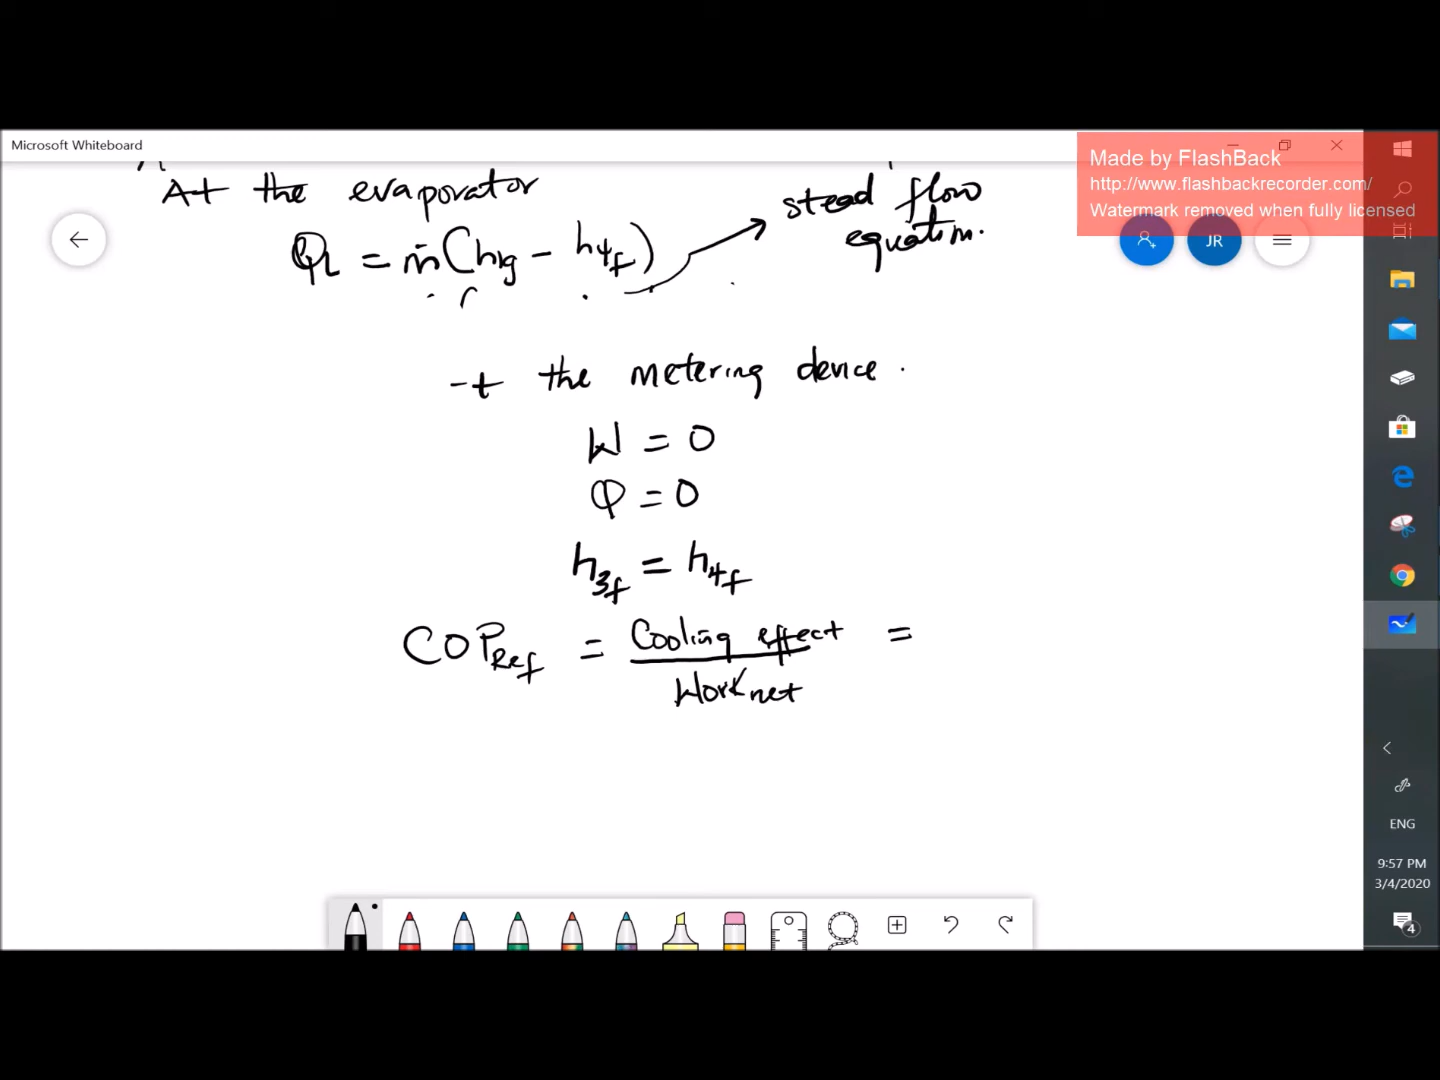 Microsoft Whiteboard
Made by FlashBack
http://www.flashbackrecorder.com/
Watermark removed when fully licensed
At the evaporator
stead flow
equation.
QL = ṁ(h1g - h4f)
JR
-t the metering device.
W = 0
Q = 0
h3f = h4f
COPRef = Cooling effect =
Work net
ENG
9:57 PM
3/4/2020
4